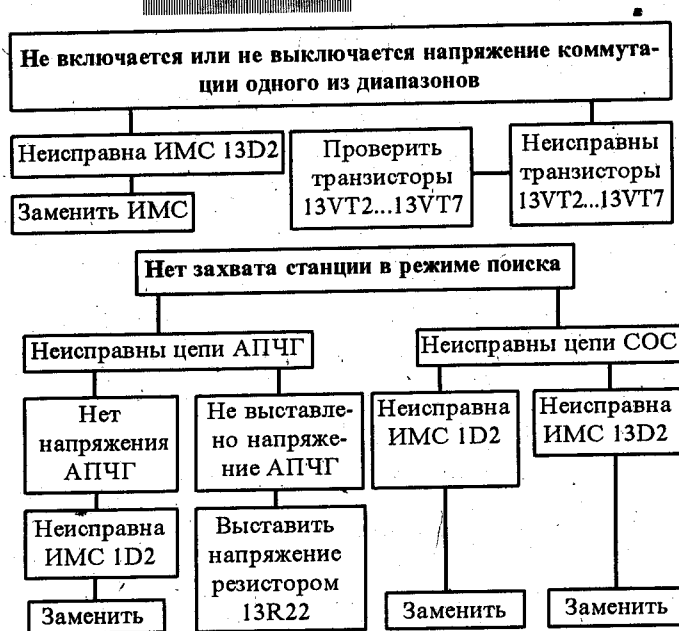 Не включается или не выключается напряжение коммута-
ции одного из диапазонов
Неисправна ИМС 13D2
Заменить ИМС
Проверить
транзисторы
13VT2...13VT7
Неисправны
транзисторы
13VT2...13VT7
Нет захвата станции в режиме поиска
Неисправны цепи АПЧГ
Неисправны цепи СОС
Нет
напряжения
АПЧГ
Не выставле-
но напряже-
ние АПЧГ
Неисправна
ИМС 1D2
Неисправна
ИМС 13D2
Неисправна
ИМС 1D2
Выставить
напряжение
резистором
13R22
Заменить
Заменить
Заменить